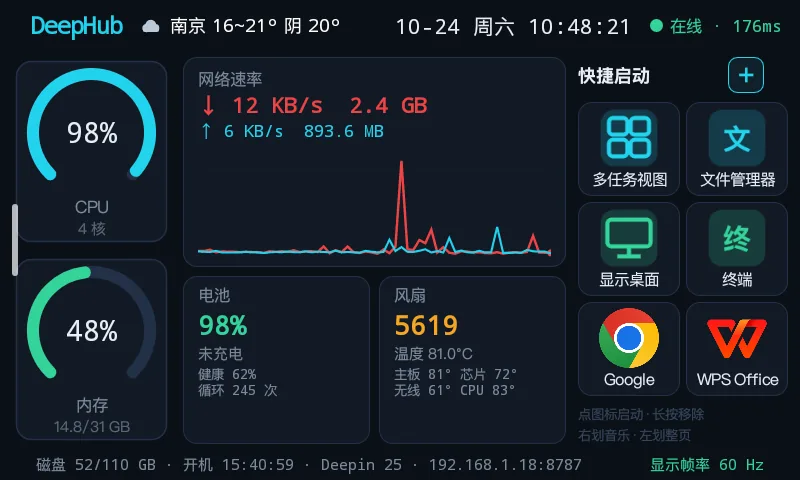 DeepHub 南京 16~21° 阴 20° 10-24 周六 10:48:21 在线 · 176ms
98%
CPU
4 核
48%
内存
14.8/31 GB
网络速率
↓ 12 KB/s 2.4 GB
↑ 6 KB/s 893.6 MB
电池
98%
未充电
健康 62%
循环 245 次
风扇
5619
温度 81.0°C
主板 81° 芯片 72°
无线 61° CPU 83°
快捷启动 +
多任务视图
文
文件管理器
显示桌面
终
终端
Google
WPS Office
点图标启动 · 长按移除
右划音乐 · 左划整页
磁盘 52/110 GB · 开机 15:40:59 · Deepin 25 · 192.168.1.18:8787 显示帧率 60 Hz